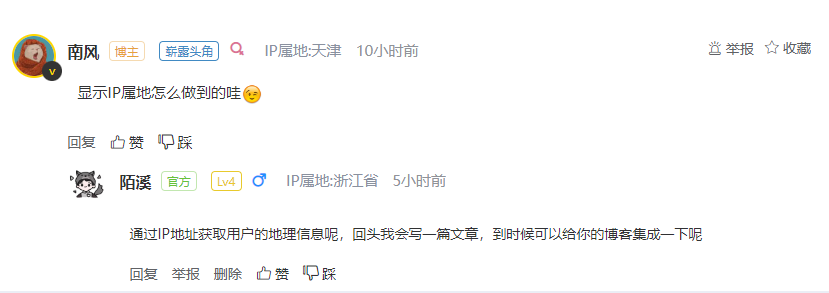 南风 博主 崭露头角 IP属地:天津 10小时前 举报 收藏
V
显示IP属地怎么做到的哇
回复 赞 踩
陌溪 官方 Lv4 IP属地:浙江省 5小时前
通过IP地址获取用户的地理信息呢，回头我会写一篇文章，到时候可以给你的博客集成一下呢
回复 举报 删除 赞 踩